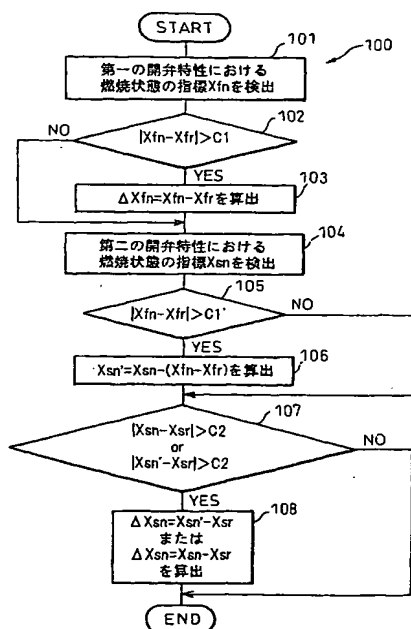 START
101
100
第一の開弁特性における
燃焼状態の指標Xfnを検出
102
NO
|Xfn-Xfr|>C1
YES
103
ΔXfn=Xfn-Xfrを算出
104
第二の開弁特性における
燃焼状態の指標Xsnを検出
105
|Xfn-Xfr|>C1'
NO
YES
106
Xsn'=Xsn-(Xfn-Xfr)を算出
107
|Xsn-Xsr|>C2
or
|Xsn'-Xsr|>C2
NO
YES
108
ΔXsn=Xsn'-Xsr
または
ΔXsn=Xsn-Xsr
を算出
END